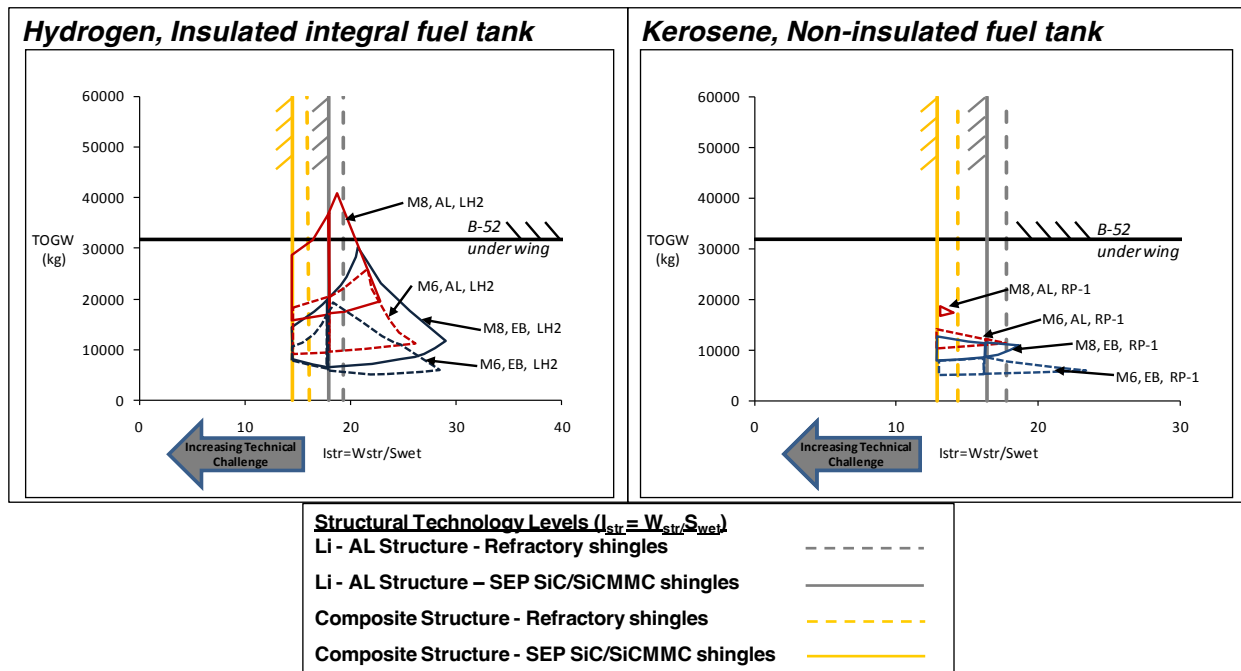 Hydrogen, Insulated integral fuel tank
60000
50000
40000
30000
20000
10000
0
TOGW
(kg)
M8, AL, LH2
B-52
under wing
M6, AL, LH2
M8, EB, LH2
M6, EB, LH2
0
10
20
30
40
Increasing Technical
Challenge
Istr=Wstr/Swet
Kerosene, Non-insulated fuel tank
60000
50000
40000
30000
20000
10000
0
TOGW
(kg)
B-52
under wing
M8, AL, RP-1
M6, AL, RP-1
M8, EB, RP-1
M6, EB, RP-1
0
10
20
30
Increasing Technical
Challenge
Istr=Wstr/Swet
Structural Technology Levels (Istr = Wstr/Swet)
Li - AL Structure - Refractory shingles
Li - AL Structure – SEP SiC/SiCMMC shingles
Composite Structure - Refractory shingles
Composite Structure - SEP SiC/SiCMMC shingles